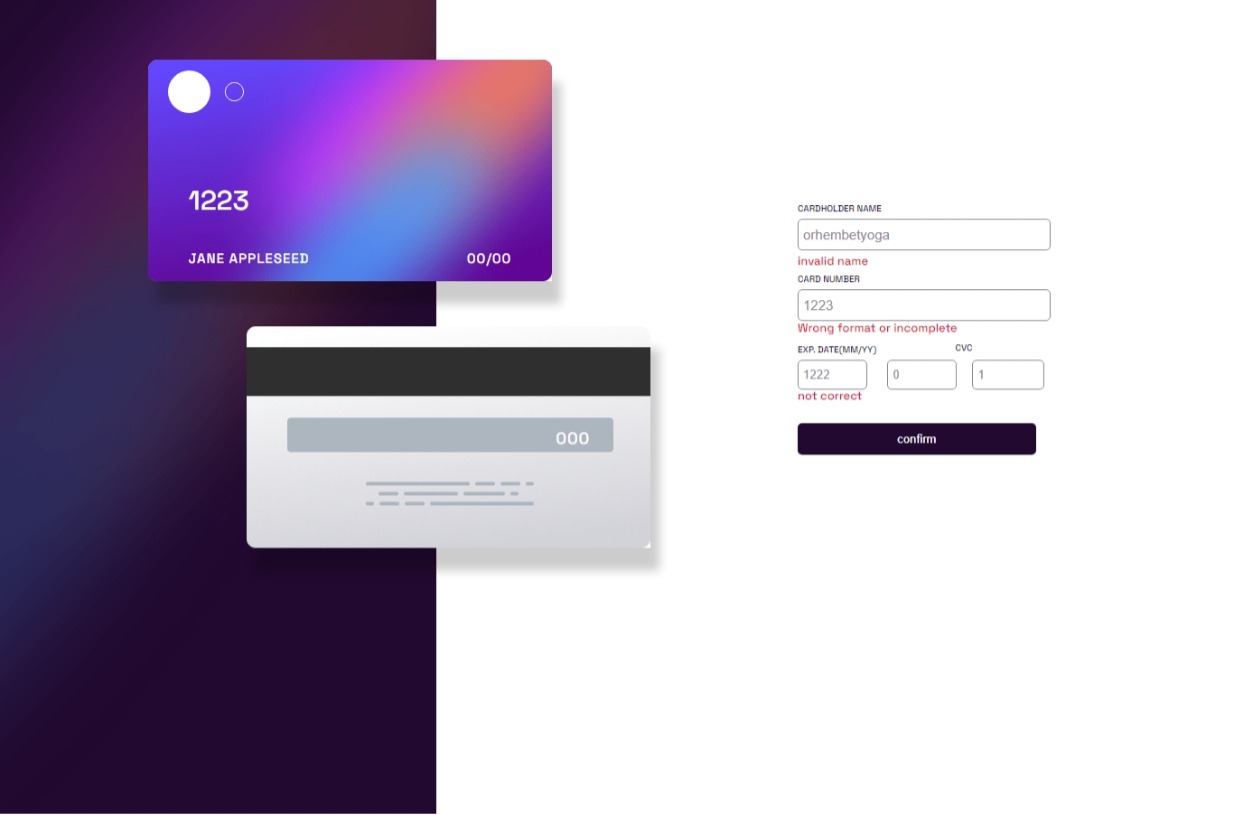 1223
JANE APPLESEED 00/00
000
CARDHOLDER NAME
orhembetyoga
invalid name
CARD NUMBER
1223
Wrong format or incomplete
EXP. DATE(MM/YY) CVC
1222 0 1
not correct
confirm